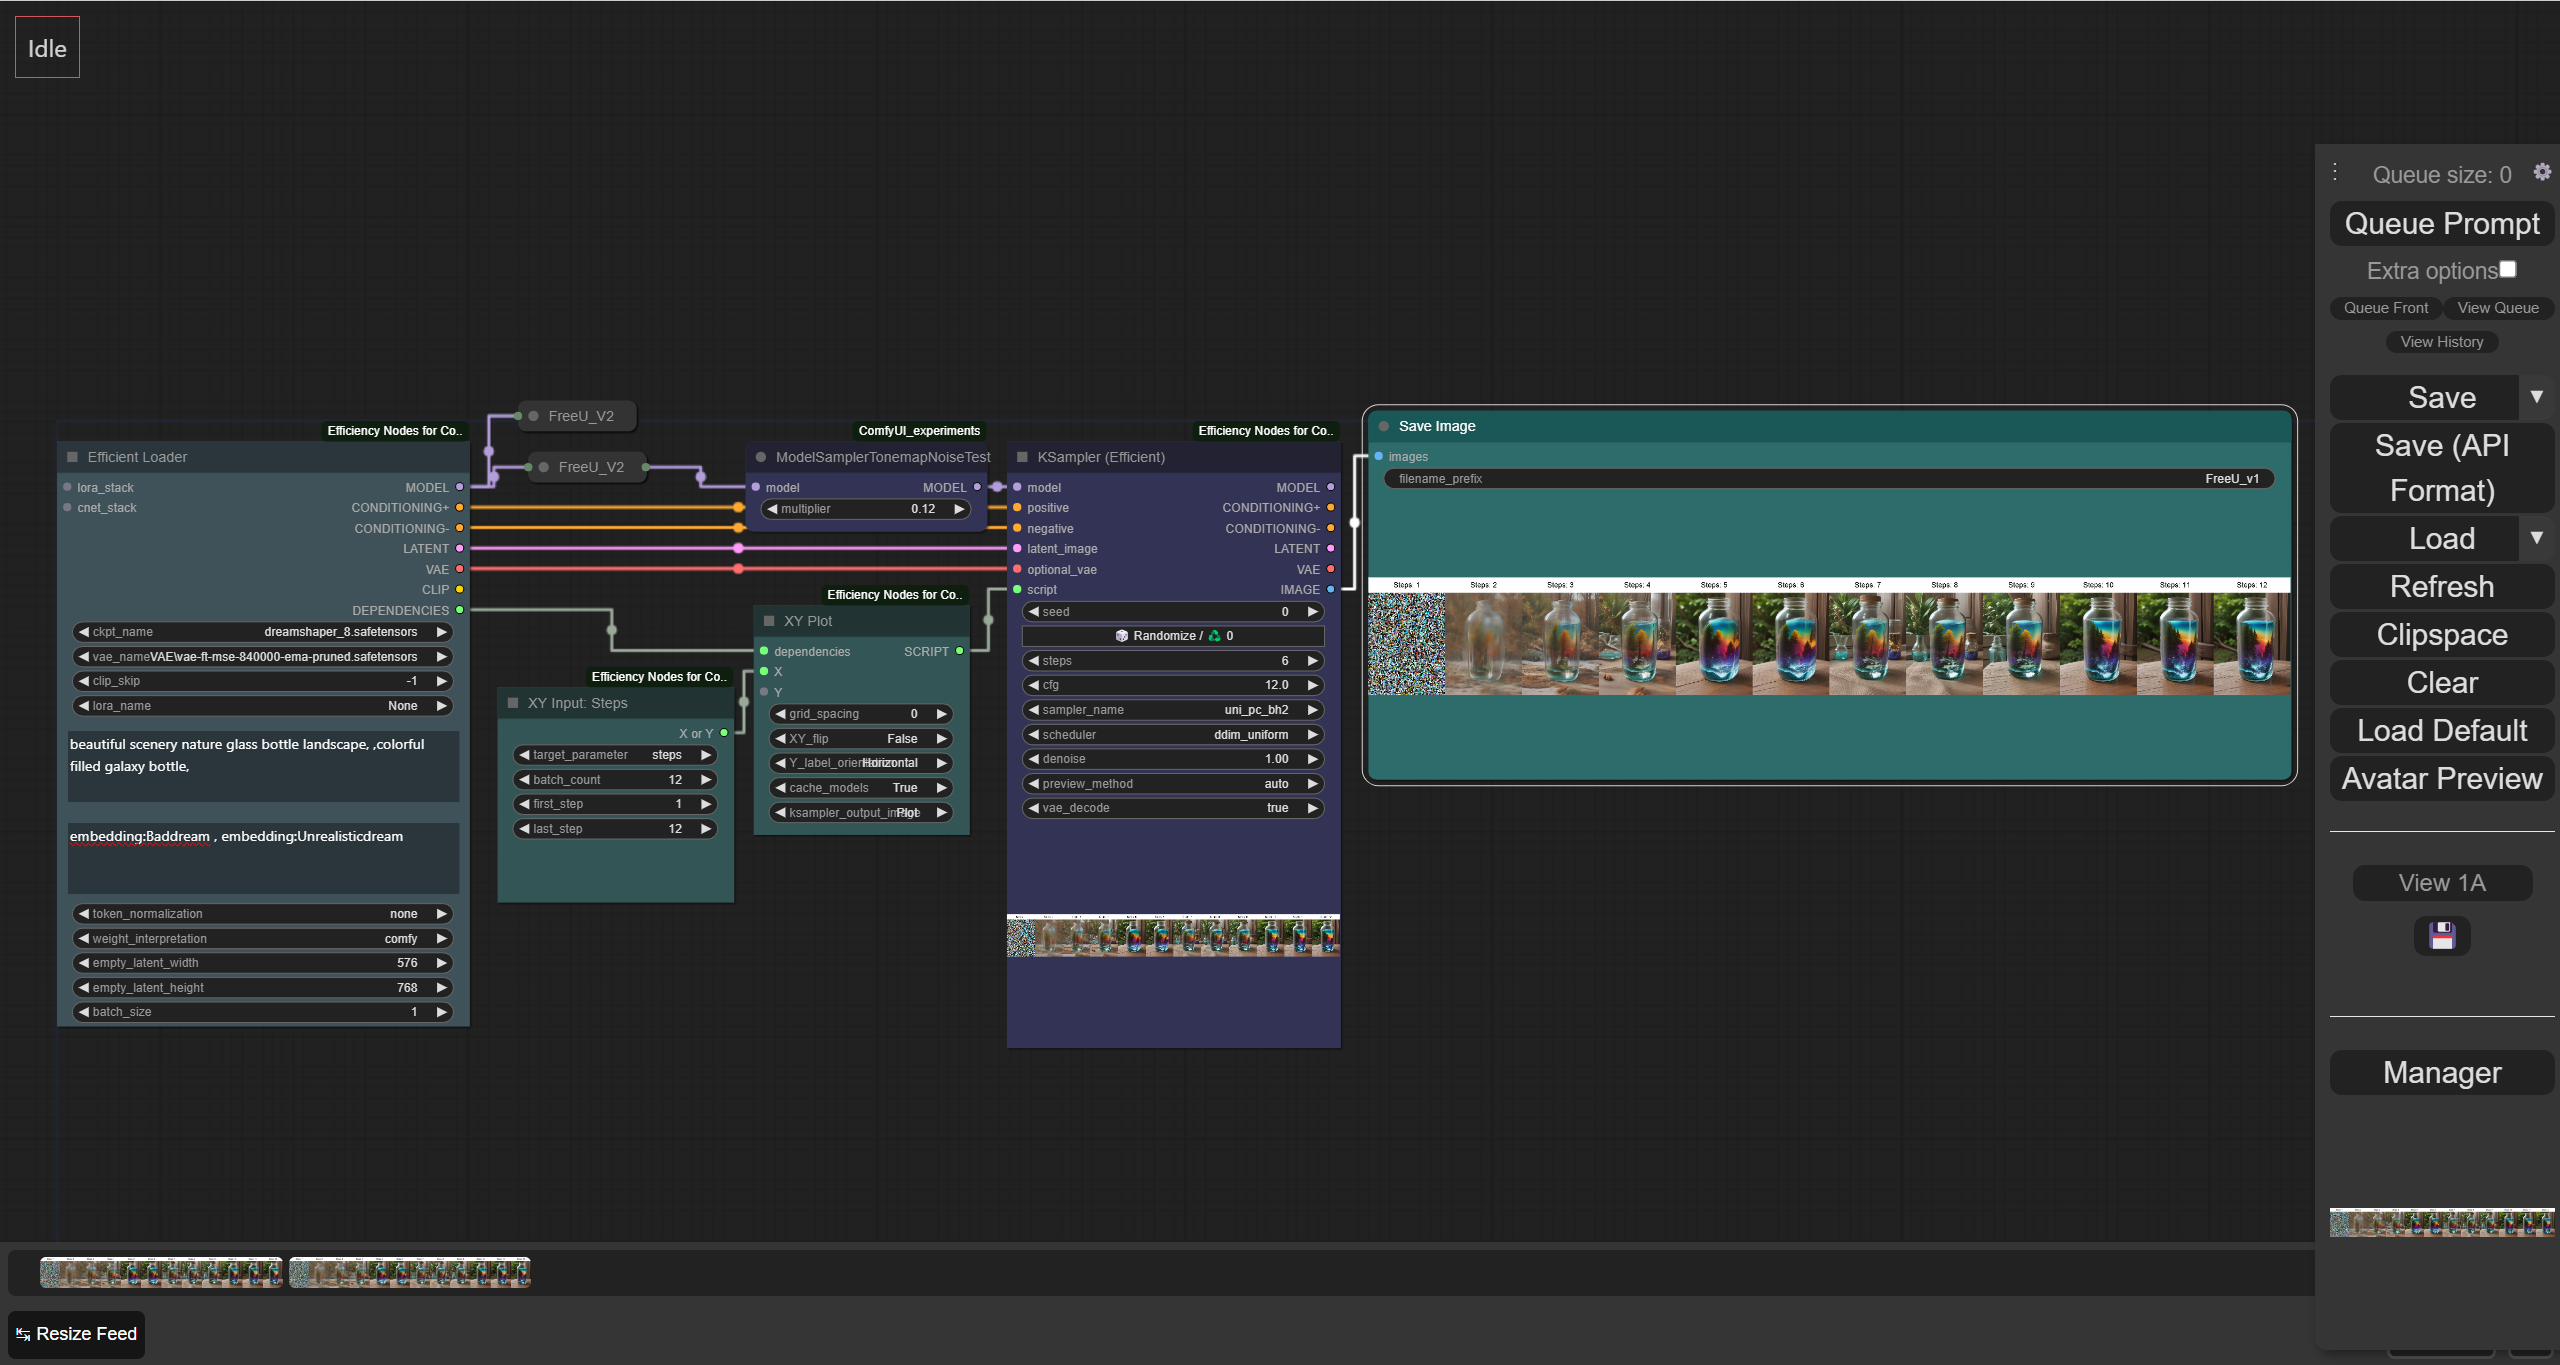 Idle
Queue size: 0
Queue Prompt
Extra options
Queue Front
View Queue
View History
Save
▼
Save (API
Format)
Load
▼
Refresh
Clipspace
Clear
Load Default
Avatar Preview
View 1A
Manager
FreeU_V2
FreeU_V2
Efficiency Nodes for Co..
Efficient Loader
lora_stack
cnet_stack
MODEL
CONDITIONING+
CONDITIONING-
LATENT
VAE
CLIP
DEPENDENCIES
ckpt_name dreamshaper_8.safetensors
vae_name VAE\vae-ft-mse-840000-ema-pruned.safetensors
clip_skip -1
lora_name None
beautiful scenery nature glass bottle landscape, ,colorful
filled galaxy bottle,
embedding:Baddream , embedding:Unrealisticdream
token_normalization none
weight_interpretation comfy
empty_latent_width 576
empty_latent_height 768
batch_size 1
Efficiency Nodes for Co..
XY Input: Steps
X or Y
target_parameter steps
batch_count 12
first_step 1
last_step 12
ComfyUI_experiments
ModelSamplerTonemapNoiseTest
model MODEL
multiplier 0.12
Efficiency Nodes for Co..
XY Plot
dependencies SCRIPT
X
Y
grid_spacing 0
XY_flip False
Horizontal
cache_models True
Plot
Efficiency Nodes for Co..
KSampler (Efficient)
model MODEL
positive CONDITIONING+
negative CONDITIONING-
latent_image LATENT
optional_vae VAE
script IMAGE
seed 0
Randomize / 0
steps 6
cfg 12.0
sampler_name uni_pc_bh2
scheduler ddim_uniform
denoise 1.00
preview_method auto
vae_decode true
Save Image
images
filename_prefix FreeU_v1
Steps: 1 Steps: 2 Steps: 3 Steps: 4 Steps: 5 Steps: 6 Steps: 7 Steps: 8 Steps: 9 Steps: 10 Steps: 11 Steps: 12
Resize Feed